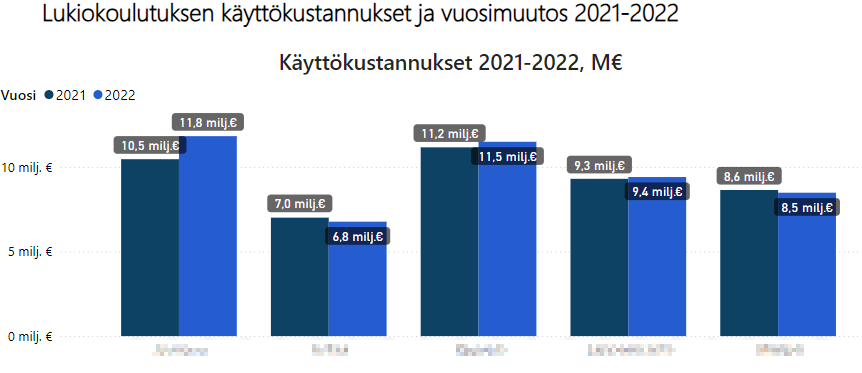 Lukiokoulutuksen käyttökustannukset ja vuosimuutos 2021-2022
Käyttökustannukset 2021-2022, M€
Vuosi 2021 2022
11,8 milj.€
10,5 milj.€
11,2 milj.€
11,5 milj.€
9,3 milj.€
9,4 milj.€
8,6 milj.€
8,5 milj.€
7,0 milj.€
6,8 milj.€
10 milj. €
5 milj. €
0 milj. €